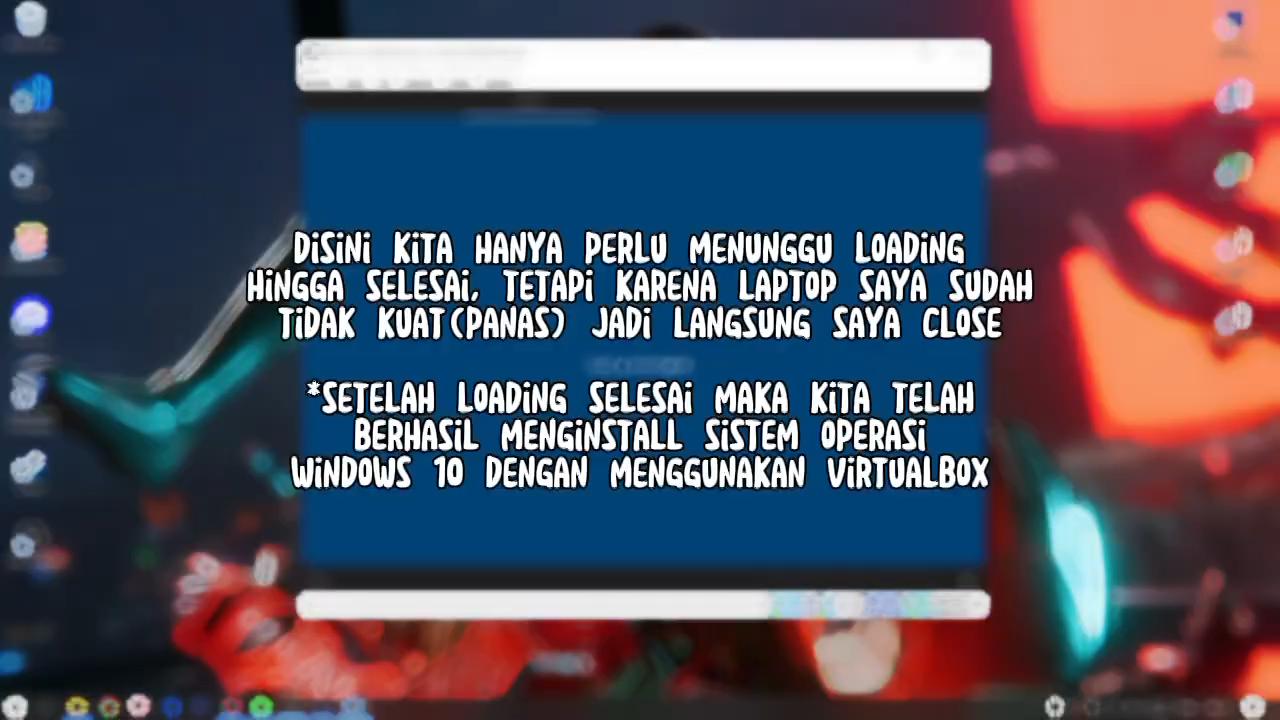 DISINI KITA HANYA PERLU MENUNGGU LOADING
HINGGA SELESAI, TETAPI KARENA LAPTOP SAYA SUDAH
TIDAK KUAT(PANAS) JADI LANGSUNG SAYA CLOSE
*SETELAH LOADING SELESAI MAKA KITA TELAH
BERHASIL MENGINSTALL SISTEM OPERASI
WINDOWS 10 DENGAN MENGGUNAKAN VIRTUALBOX